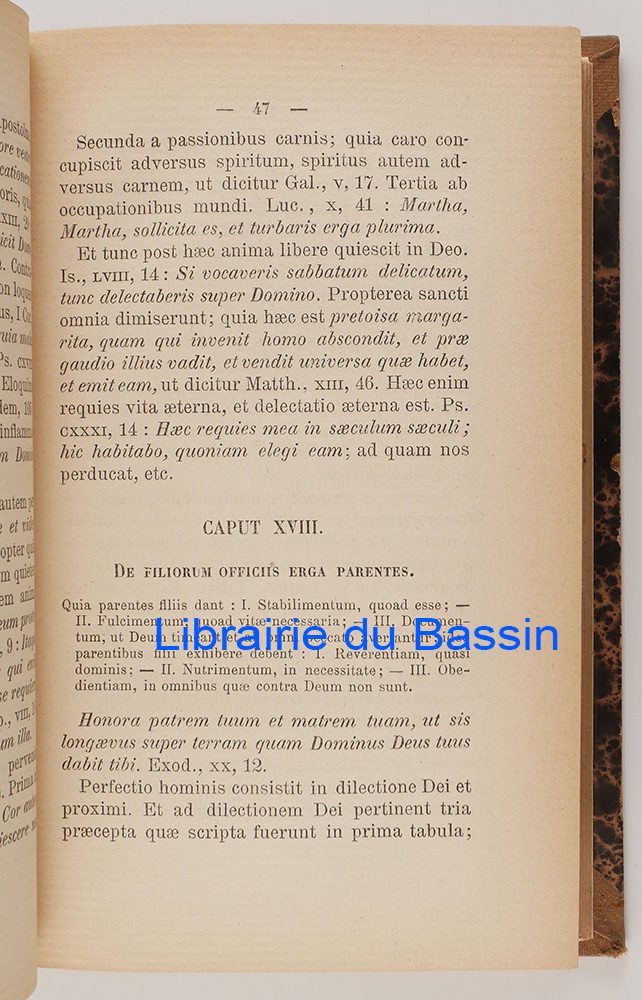 — 47 —
Secunda a passionibus carnis; quia caro con-
cupiscit adversus spiritum, spiritus autem ad-
versus carnem, ut dicitur Gal., v, 17. Tertia ab
occupationibus mundi. Luc., x, 41 : Martha,
Martha, sollicita es, et turbaris erga plurima.
Et tunc post hæc anima libere quiescit in Deo.
Is., LVIII, 14 : Si vocaveris sabbatum delicatum,
tunc delectaberis super Domino. Propterea sancti
omnia dimiserunt; quia hæc est pretoisa marga-
rita, quam qui invenit homo abscondit, et præ
gaudio illius vadit, et vendit universa quæ habet,
et emit eam, ut dicitur Matth., XIII, 46. Hæc enim
requies vita æterna, et delectatio æterna est. Ps.
CXXXI, 14 : Hæc requies mea in sæculum sæculi;
hic habitabo, quoniam elegi eam; ad quam nos
perducat, etc.
CAPUT XVIII.
DE FILIORUM OFFICIIS ERGA PARENTES.
Quia parentes filiis dant : I. Stabilimentum, quoad esse; —
II. Fulcimentum, quoad vitæ necessaria; — III. Documen-
tum, ut Deum timeant et ab omni peccato avertantur, ideo
parentibus filii exhibere debent : I. Reverentiam, quasi
dominis; — II. Nutrimentum, in necessitate; — III. Obe-
dientiam, in omnibus quæ contra Deum non sunt.
Librairie du Bassin
Honora patrem tuum et matrem tuam, ut sis
longævus super terram quam Dominus Deus tuus
dabit tibi. Exod., XX, 12.
Perfectio hominis consistit in dilectione Dei et
proximi. Et ad dilectionem Dei pertinent tria
præcepta quæ scripta fuerunt in prima tabula;